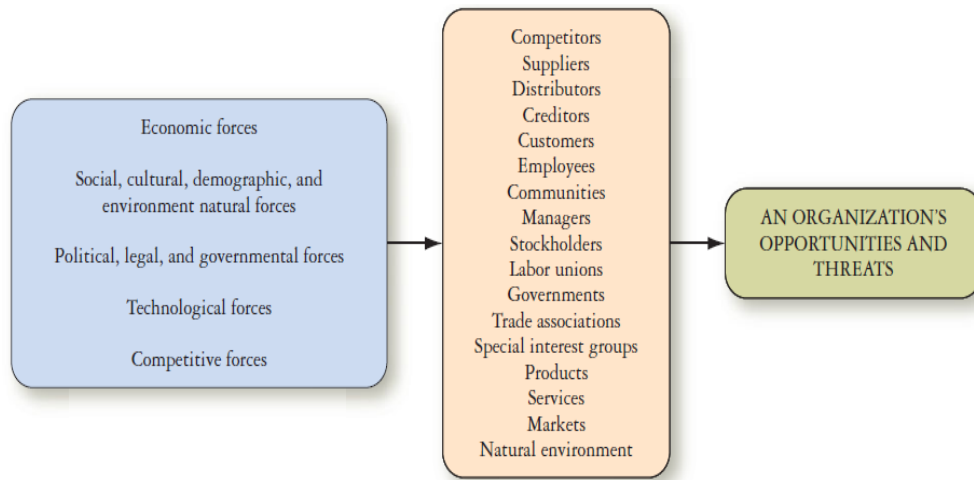 Economic forces
Social, cultural, demographic, and
environment natural forces
Political, legal, and governmental forces
Technological forces
Competitive forces
Competitors
Suppliers
Distributors
Creditors
Customers
Employees
Communities
Managers
Stockholders
Labor unions
Governments
Trade associations
Special interest groups
Products
Services
Markets
Natural environment
AN ORGANIZATION'S
OPPORTUNITIES AND
THREATS